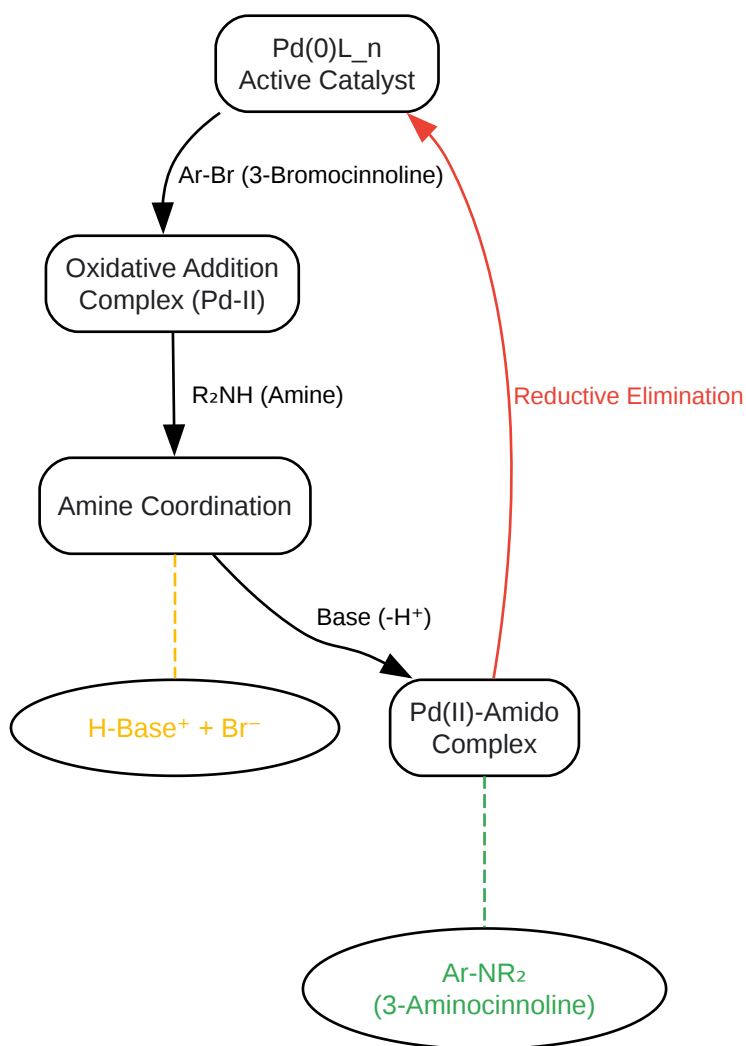 Pd(0)L_n
Active Catalyst
Ar-Br (3-Bromocinnoline)
Oxidative Addition
Complex (Pd-II)
R₂NH (Amine)
Reductive Elimination
Amine Coordination
Base (-H⁺)
H-Base⁺ + Br⁻
Pd(II)-Amido
Complex
Ar-NR₂
(3-Aminocinnoline)